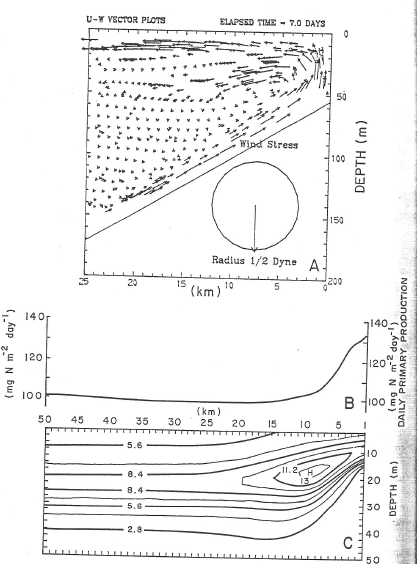 U-W VECTOR PLOTS ELAPSED TIME = 7.0 DAYS
0
50
100
150
200
DEPTH (m)
Wind Stress
Radius 1/2 Dyne
A
25 20 15 10 5 0
(km)
140
120
100
(mg N m⁻² day⁻¹)
140
120
100
(mg N m⁻² day⁻¹)
DAILY PRIMARY PRODUCTION
B
(km)
50 45 40 35 30 25 20 15 10 5 1
5.6
8.4
8.4
5.6
2.8
11.2 H
13
10
20
30
40
50
DEPTH (m)
C